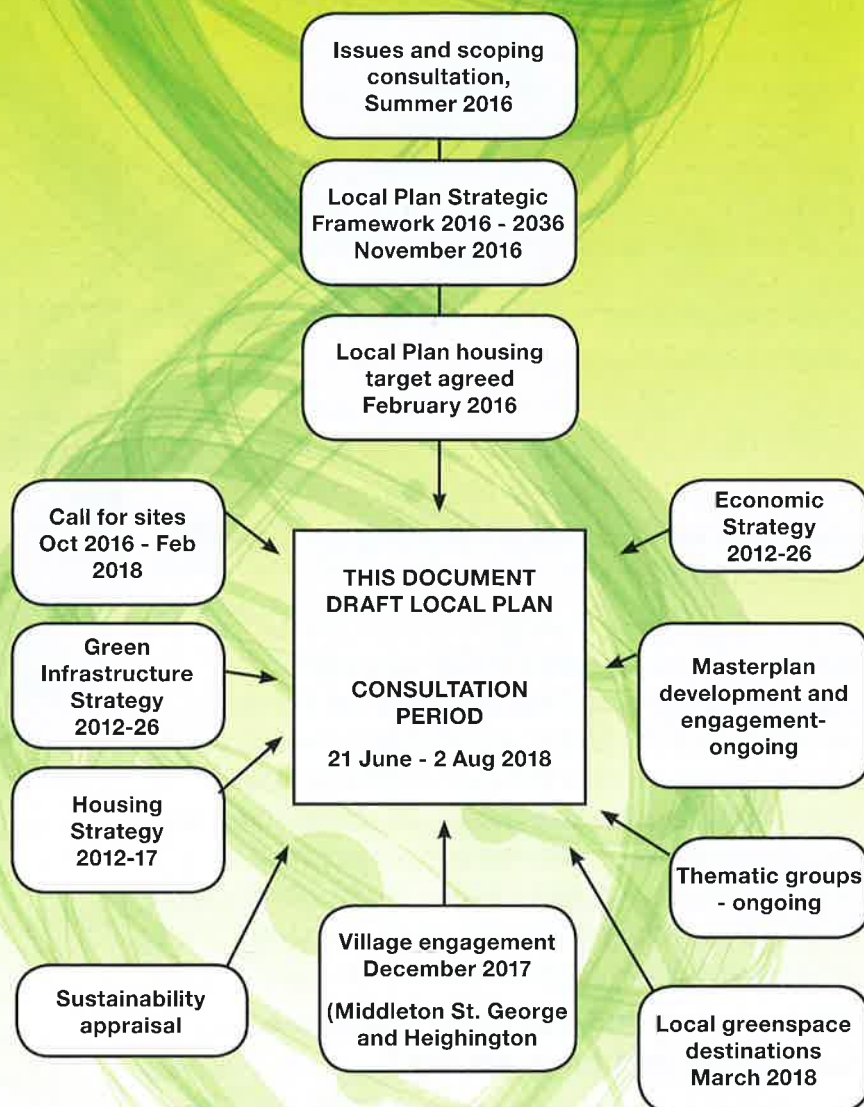 Issues and scoping
consultation,
Summer 2016
Local Plan Strategic
Framework 2016 - 2036
November 2016
Local Plan housing
target agreed
February 2016
Call for sites
Oct 2016 - Feb
2018
Green
Infrastructure
Strategy
2012-26
Housing
Strategy
2012-17
Sustainability
appraisal
THIS DOCUMENT
DRAFT LOCAL PLAN
CONSULTATION
PERIOD
21 June - 2 Aug 2018
Village engagement
December 2017
(Middleton St. George
and Heighington
Economic
Strategy
2012-26
Masterplan
development and
engagement-
ongoing
Thematic groups
- ongoing
Local greenspace
destinations
March 2018